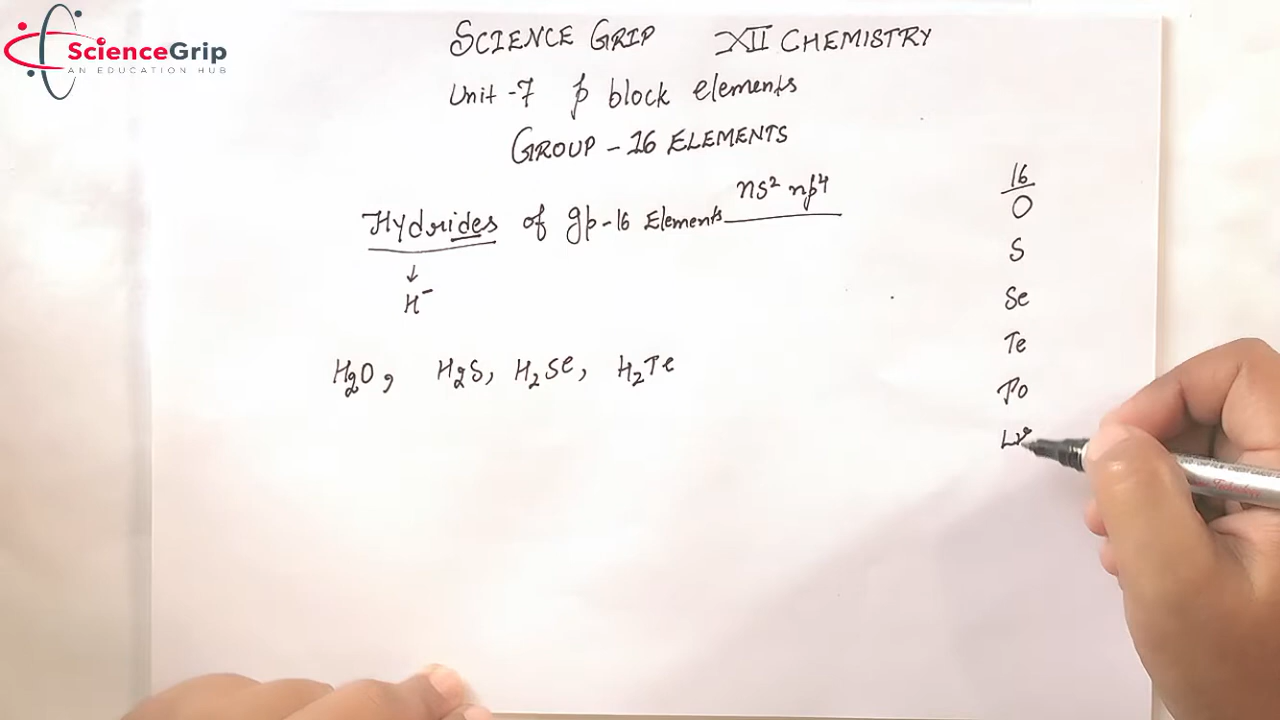 ScienceGrip
AN EDUCATION HUB
SCIENCE GRIP XII CHEMISTRY
Unit-7 p block elements
GROUP - 16 ELEMENTS
Hydrides of gp-16 Elements ns² np⁴
↓
H⁻
H₂O, H₂S, H₂Se, H₂Te
16
O
S
Se
Te
Po
Lv